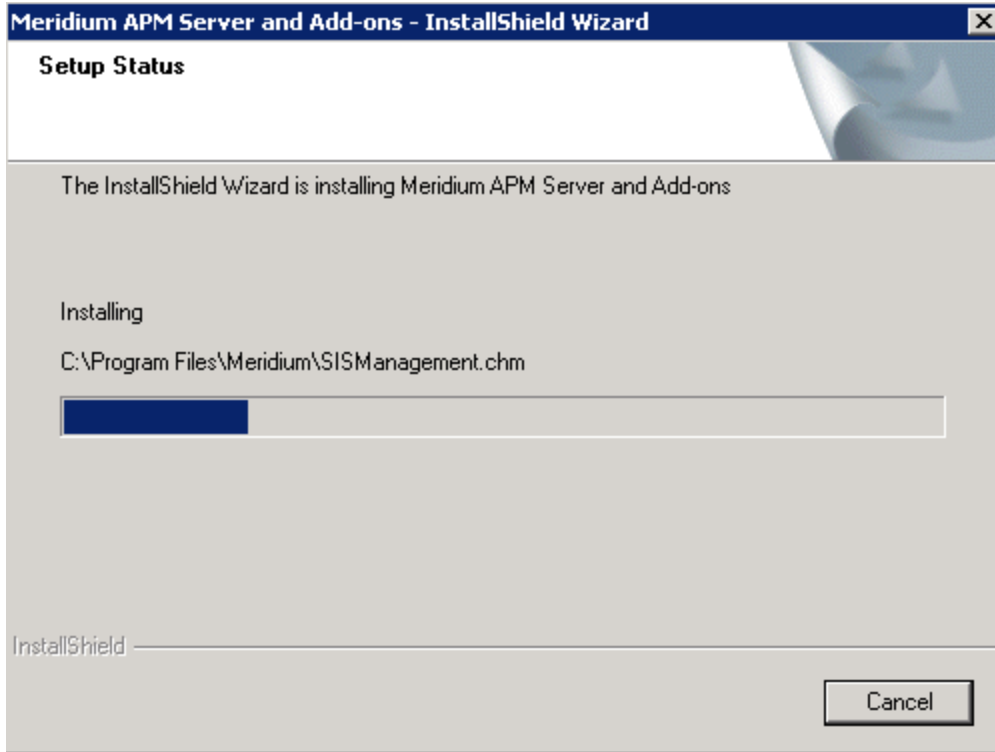 Meridium APM Server and Add-ons - InstallShield Wizard
Setup Status
The InstallShield Wizard is installing Meridium APM Server and Add-ons
Installing
C:\Program Files\Meridium\SISManagement.chm
InstallShield
Cancel